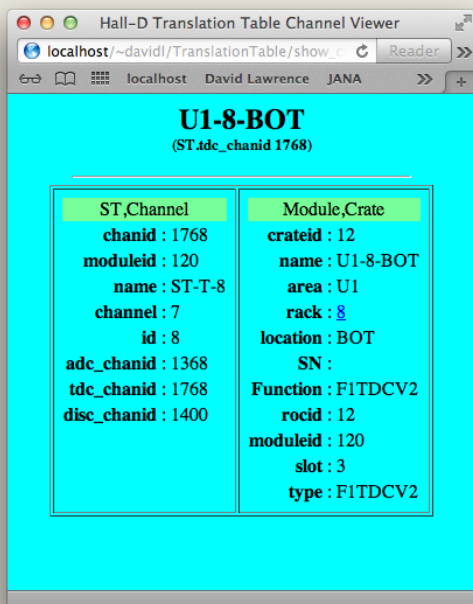 Hall-D Translation Table Channel Viewer
localhost/~davidl/TranslationTable/show_c Reader
localhost David Lawrence JANA
U1-8-BOT
(ST.tdc_chanid 1768)
ST,Channel
chanid : 1768
moduleid : 120
name : ST-T-8
channel : 7
id : 8
adc_chanid : 1368
tdc_chanid : 1768
disc_chanid : 1400
Module,Crate
crateid : 12
name : U1-8-BOT
area : U1
rack : 8
location : BOT
SN :
Function : F1TDCV2
rocid : 12
moduleid : 120
slot : 3
type : F1TDCV2